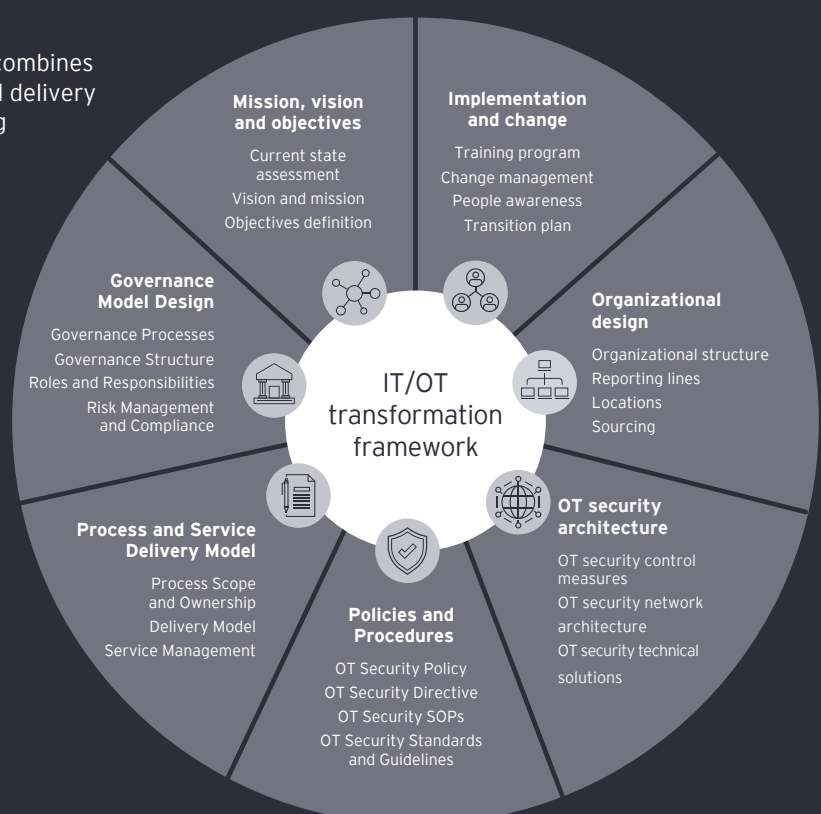 combines
delivery
Mission, vision
and objectives
Current state
assessment
Vision and mission
Objectives definition
Implementation
and change
Training program
Change management
People awareness
Transition plan
Organizational
design
Organizational structure
Reporting lines
Locations
Sourcing
OT security
architecture
OT security control
measures
OT security network
architecture
OT security technical
solutions
Policies and
Procedures
OT Security Policy
OT Security Directive
OT Security SOPs
OT Security Standards
and Guidelines
Process and Service
Delivery Model
Process Scope
and Ownership
Delivery Model
Service Management
Governance
Model Design
Governance Processes
Governance Structure
Roles and Responsibilities
Risk Management
and Compliance
IT/OT
transformation
framework